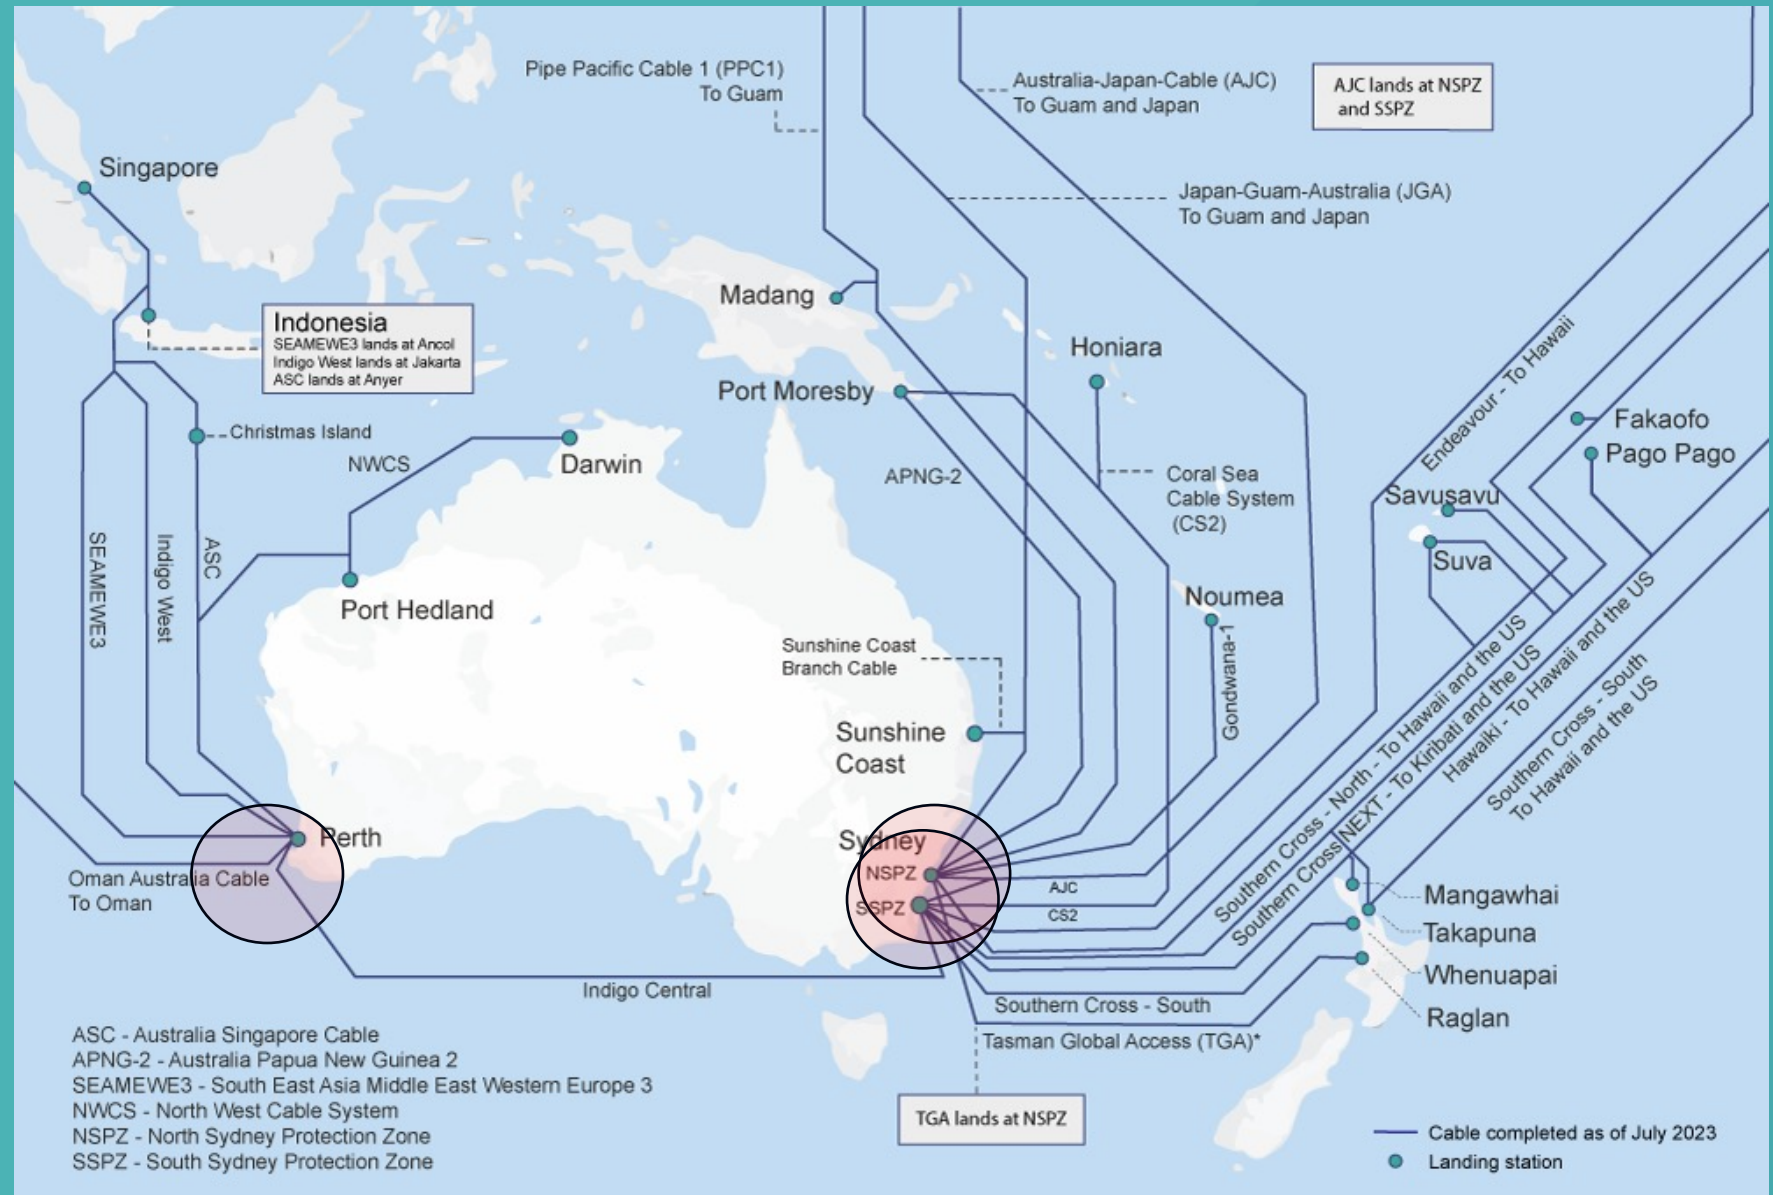 Pipe Pacific Cable 1 (PPC1)
To Guam
Australia-Japan-Cable (AJC)
To Guam and Japan
AJC lands at NSPZ
and SSPZ
Singapore
Japan-Guam-Australia (JGA)
To Guam and Japan
Madang
Indonesia
SEAMEWE3 lands at Ancol
Indigo West lands at Jakarta
ASC lands at Anyer
Honiara
Port Moresby
Endeavour - To Hawaii
Christmas Island
NWCS
Darwin
APNG-2
Coral Sea
Cable System
(CS2)
Fakaofo
Pago Pago
Savusavu
Suva
SEAMEWE3
Indigo West
ASC
Port Hedland
Noumea
Gondwana-1
Sunshine Coast
Branch Cable
Sunshine
Coast
Southern Cross - North - To Hawaii and the US
Southern Cross NEXT - To Kiribati and the US
Hawaiki - To Hawaii and the US
Southern Cross - South
To Hawaii and the US
Perth
Sydney
NSPZ
SSPZ
AJC
CS2
Oman Australia Cable
To Oman
Mangawhai
Takapuna
Whenuapai
Raglan
Indigo Central
Southern Cross - South
Tasman Global Access (TGA)*
TGA lands at NSPZ
ASC - Australia Singapore Cable
APNG-2 - Australia Papua New Guinea 2
SEAMEWE3 - South East Asia Middle East Western Europe 3
NWCS - North West Cable System
NSPZ - North Sydney Protection Zone
SSPZ - South Sydney Protection Zone
Cable completed as of July 2023
Landing station